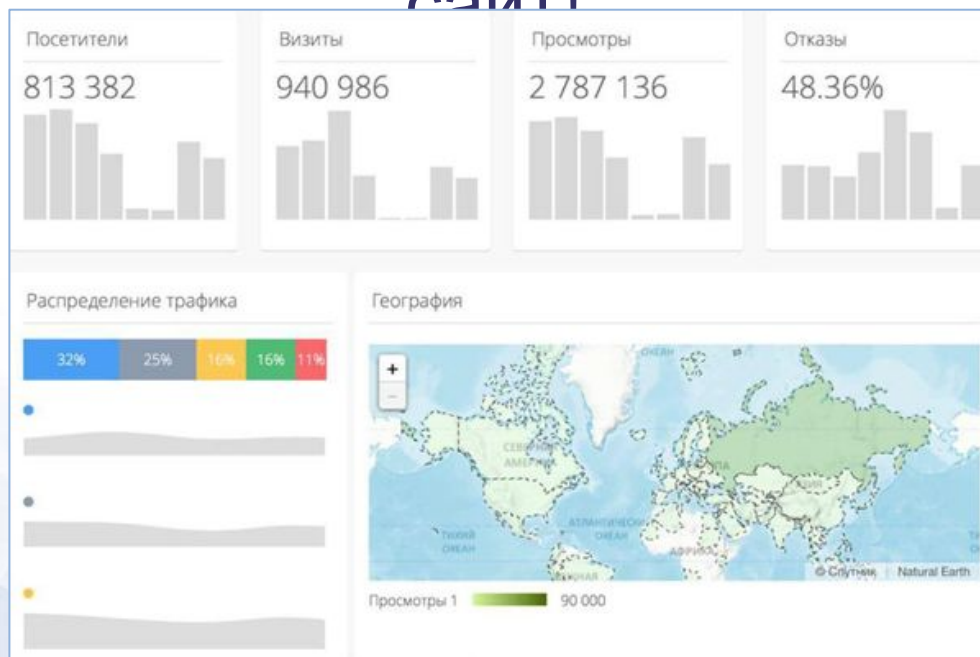 Посетители
813 382
Визиты
940 986
Просмотры
2 787 136
Отказы
48.36%
Распределение трафика
32% 25% 16% 16% 11%
География
+
−
ОКЕАН
СЕВЕРНАЯ
АМЕРИКА
ТИХИЙ
ОКЕАН
АТЛАНТИЧЕСКИЙ
ОКЕАН
АФРИКА
© Спутник Natural Earth
Просмотры 1 90 000